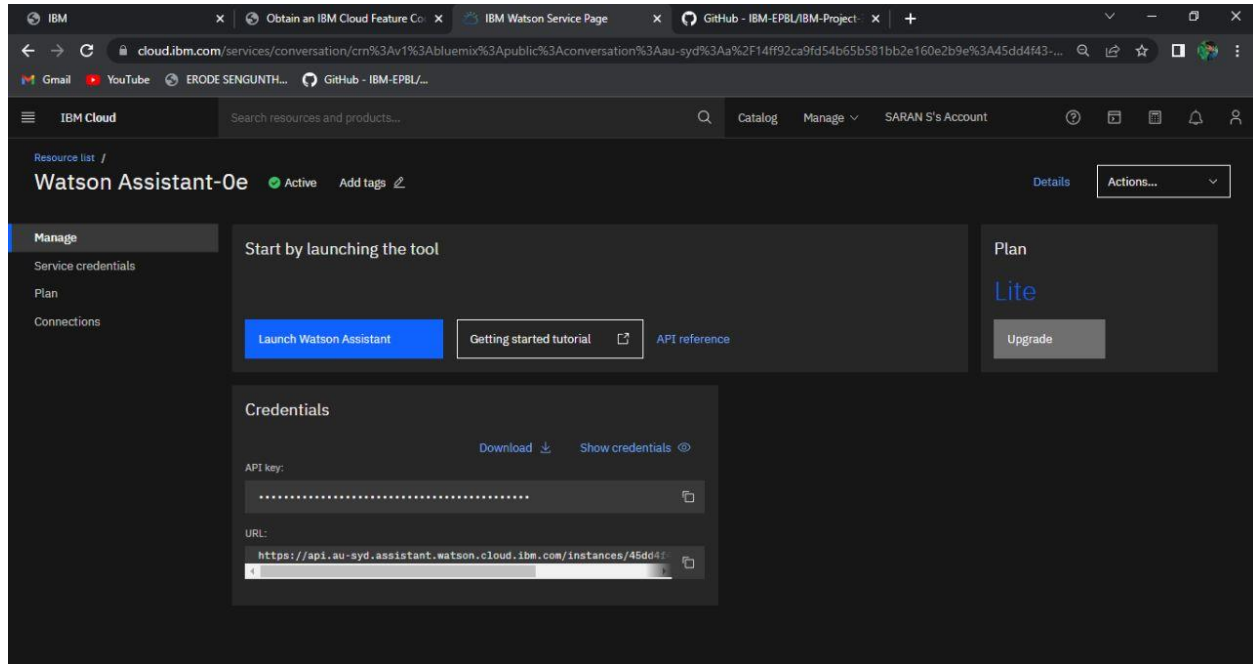 IBM
Obtain an IBM Cloud Feature Co
IBM Watson Service Page
GitHub - IBM-EPBL/IBM-Project-
cloud.ibm.com/services/conversation/crn%3Av1%3Abluemix%3Apublic%3Aconversation%3Aau-syd%3Aa%2F14ff92ca9fd54b65b581bb2e160e2b9e%3A45dd4f43-...
Gmail YouTube ERODE SENGUNTH... GitHub - IBM-EPBL/...
IBM Cloud Search resources and products... Catalog Manage SARAN S's Account
Resource list /
Watson Assistant-0e Active Add tags Details Actions...
Manage
Service credentials
Plan
Connections
Start by launching the tool
Launch Watson Assistant Getting started tutorial API reference
Plan
Lite
Upgrade
Credentials
Download Show credentials
API key:
URL:
https://api.au-syd.assistant.watson.cloud.ibm.com/instances/45dd4f